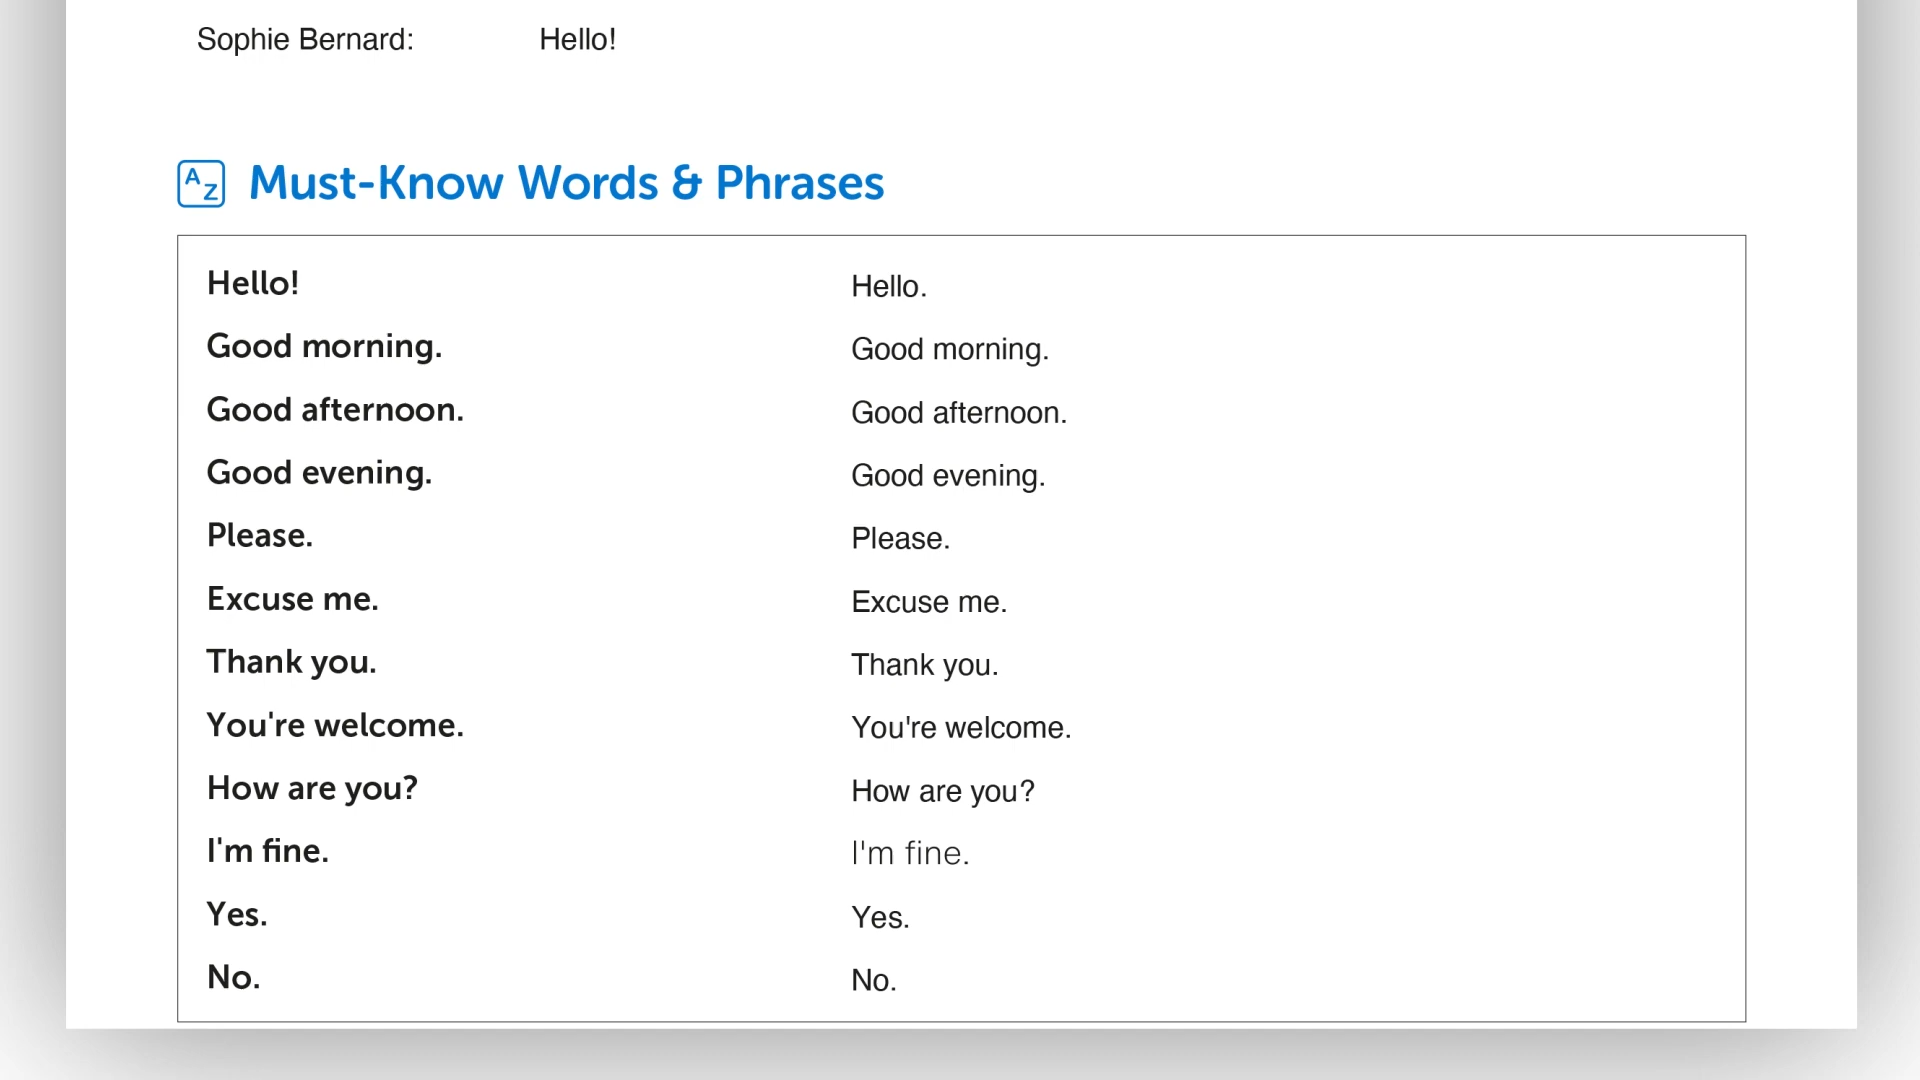 Sophie Bernard: Hello!
AZ Must-Know Words & Phrases
Hello! Hello.
Good morning. Good morning.
Good afternoon. Good afternoon.
Good evening. Good evening.
Please. Please.
Excuse me. Excuse me.
Thank you. Thank you.
You're welcome. You're welcome.
How are you? How are you?
I'm fine. I'm fine.
Yes. Yes.
No. No.